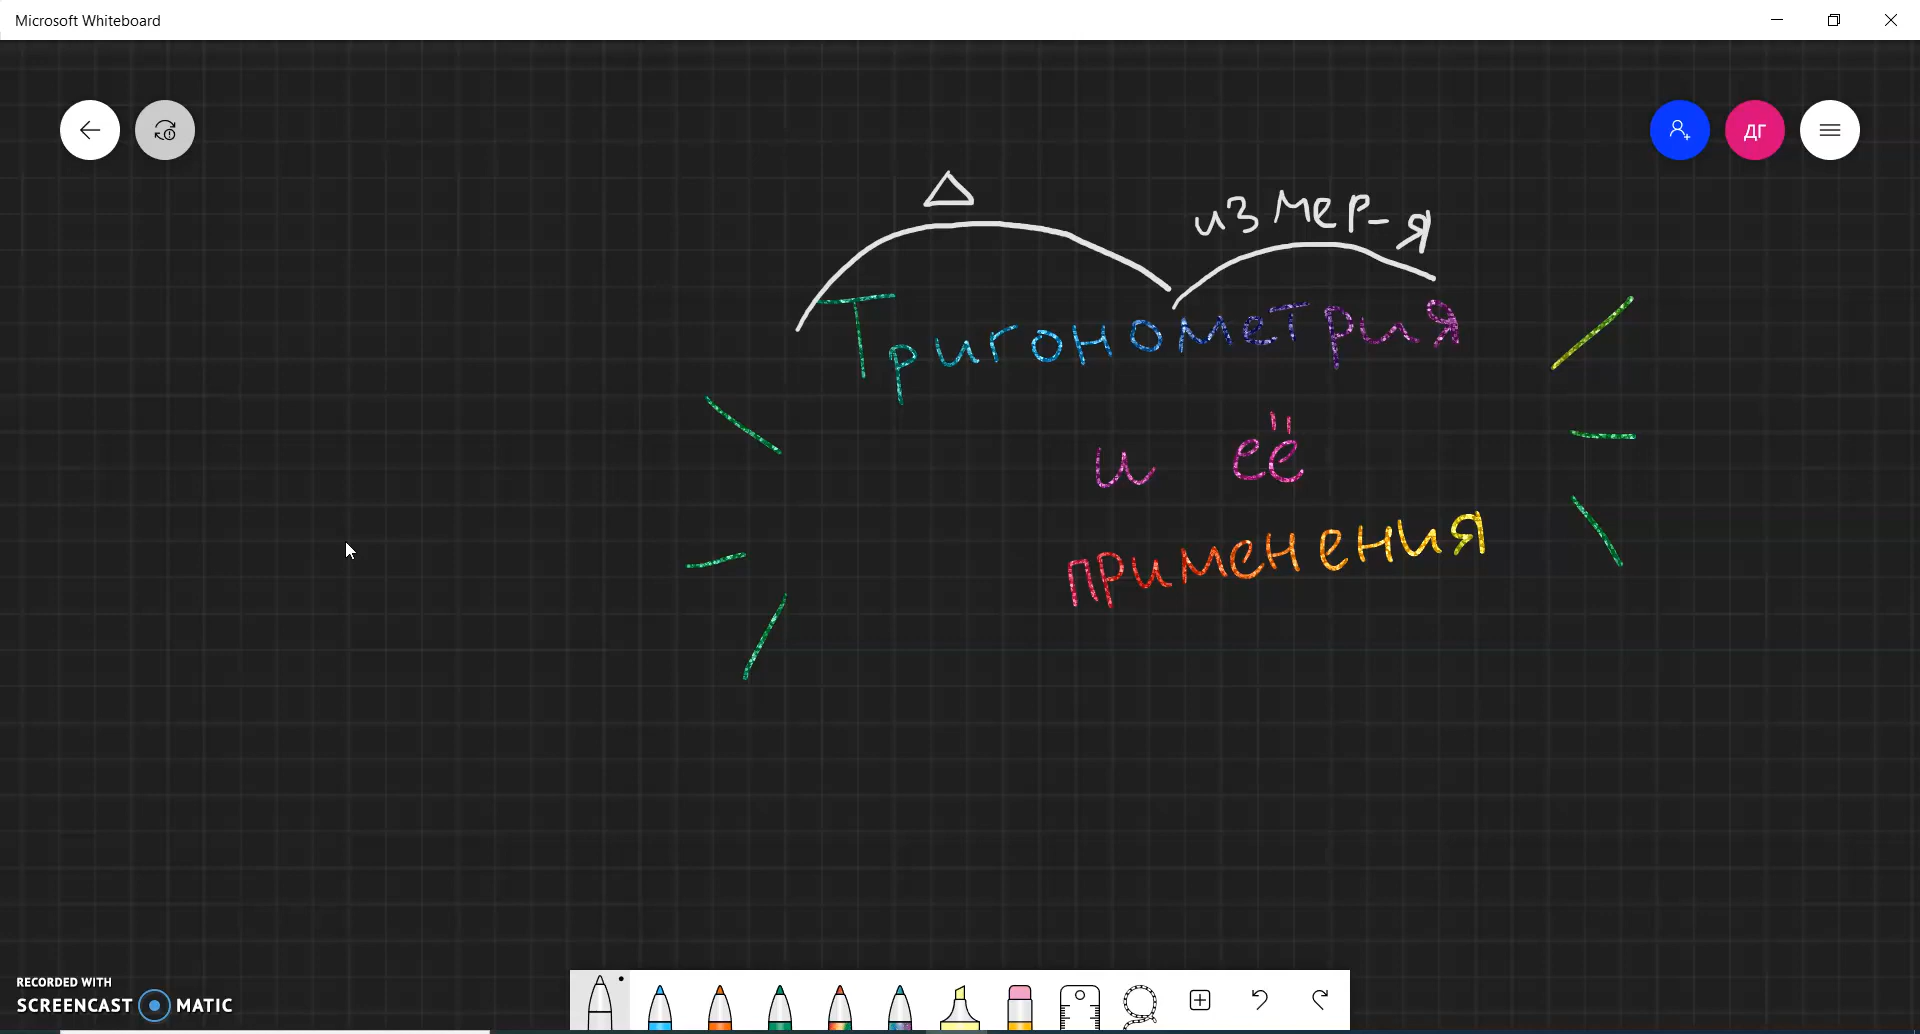 Microsoft Whiteboard
ДГ
△ измер-я
Тригонометрия
и её
применения
RECORDED WITH
SCREENCAST MATIC